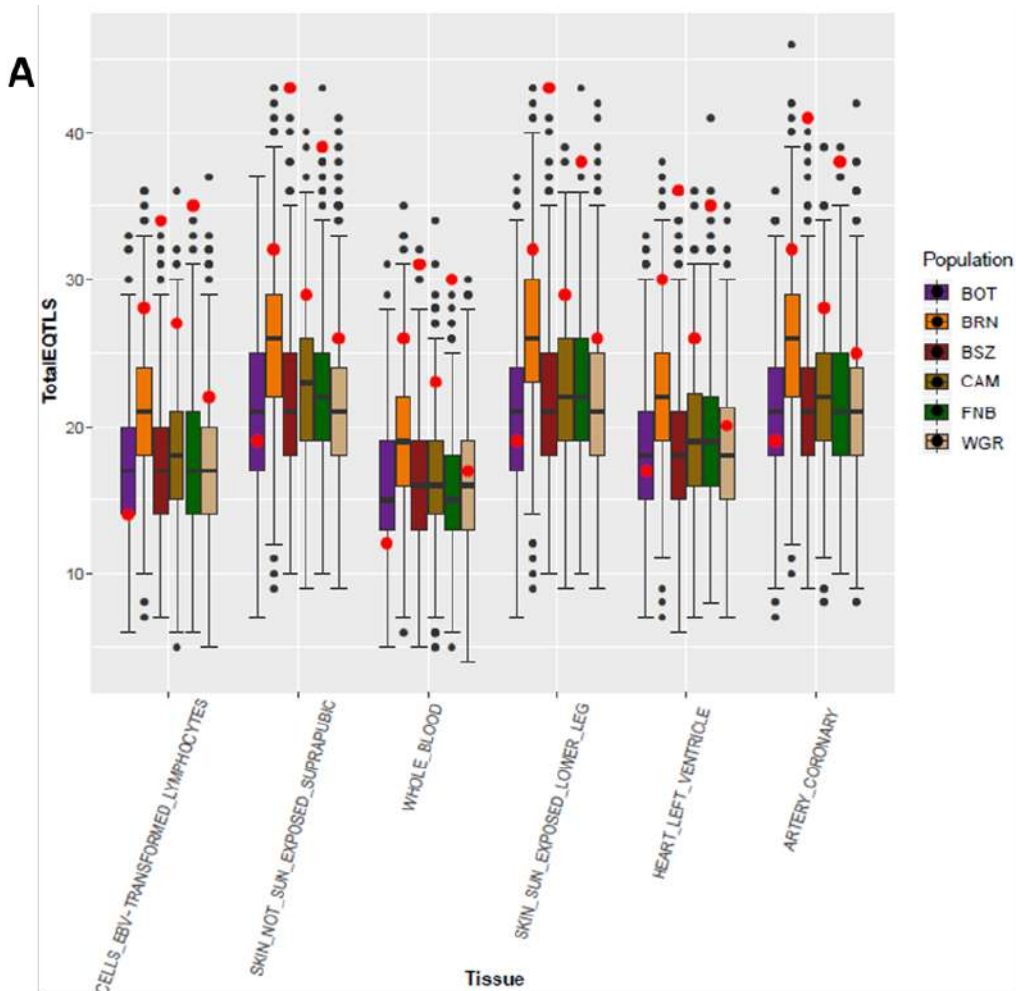 A
TotalEQTLS
40
30
20
10
CELLS_EBV-TRANSFORMED_LYMPHOCYTES
SKIN_NOT_SUN_EXPOSED_SUPRAPUBIC
WHOLE_BLOOD
SKIN_SUN_EXPOSED_LOWER_LEG
HEART_LEFT_VENTRICLE
ARTERY_CORONARY
Tissue
Population
BOT
BRN
BSZ
CAM
FNB
WGR